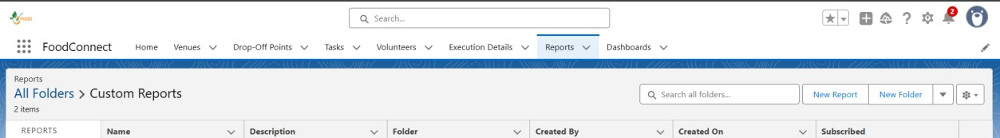 FOOD
Search...
2
FoodConnect Home Venues Drop-Off Points Tasks Volunteers Execution Details Reports Dashboards
Reports
All Folders > Custom Reports
2 items
Search all folders...
New Report New Folder
REPORTS Name Description Folder Created By Created On Subscribed